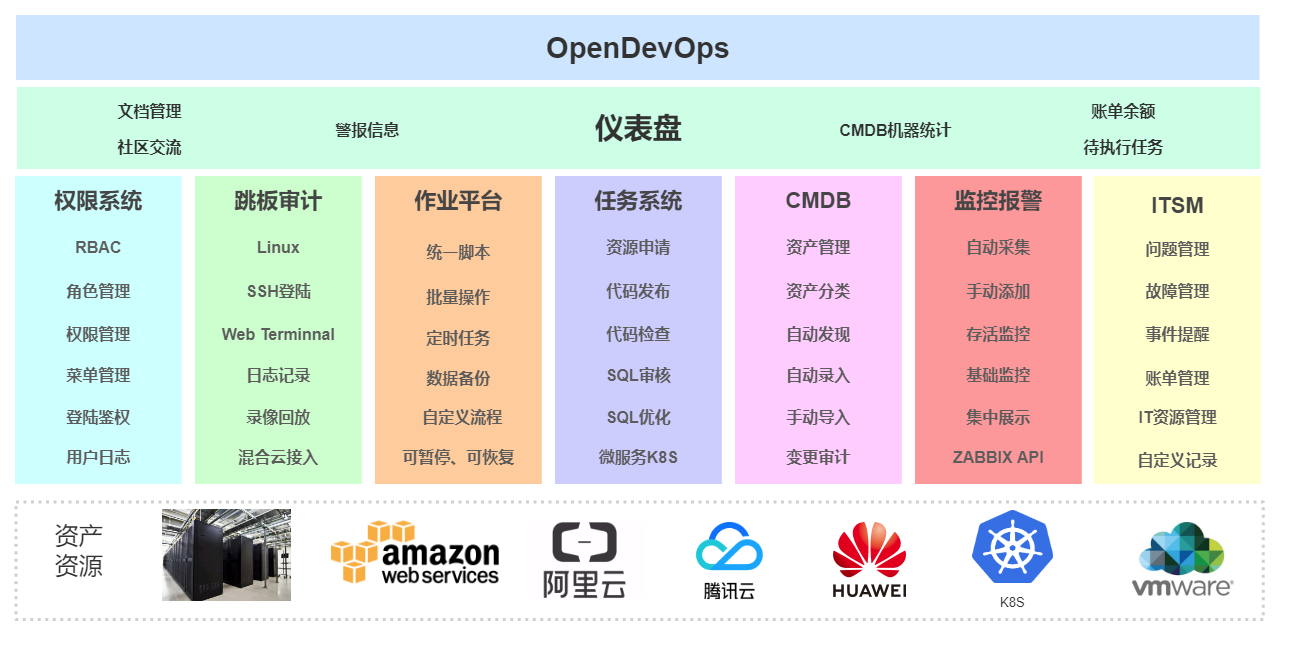 OpenDevOps
文档管理
社区交流
警报信息
仪表盘
CMDB机器统计
账单余额
待执行任务
权限系统
RBAC
角色管理
权限管理
菜单管理
登陆鉴权
用户日志
跳板审计
Linux
SSH登陆
Web Terminnal
日志记录
录像回放
混合云接入
作业平台
统一脚本
批量操作
定时任务
数据备份
自定义流程
可暂停、可恢复
任务系统
资源申请
代码发布
代码检查
SQL审核
SQL优化
微服务K8S
CMDB
资产管理
资产分类
自动发现
自动录入
手动导入
变更审计
监控报警
自动采集
手动添加
存活监控
基础监控
集中展示
ZABBIX API
ITSM
问题管理
故障管理
事件提醒
账单管理
IT资源管理
自定义记录
资产
资源
amazon
web services
阿里云
腾讯云
HUAWEI
K8S
vmware®